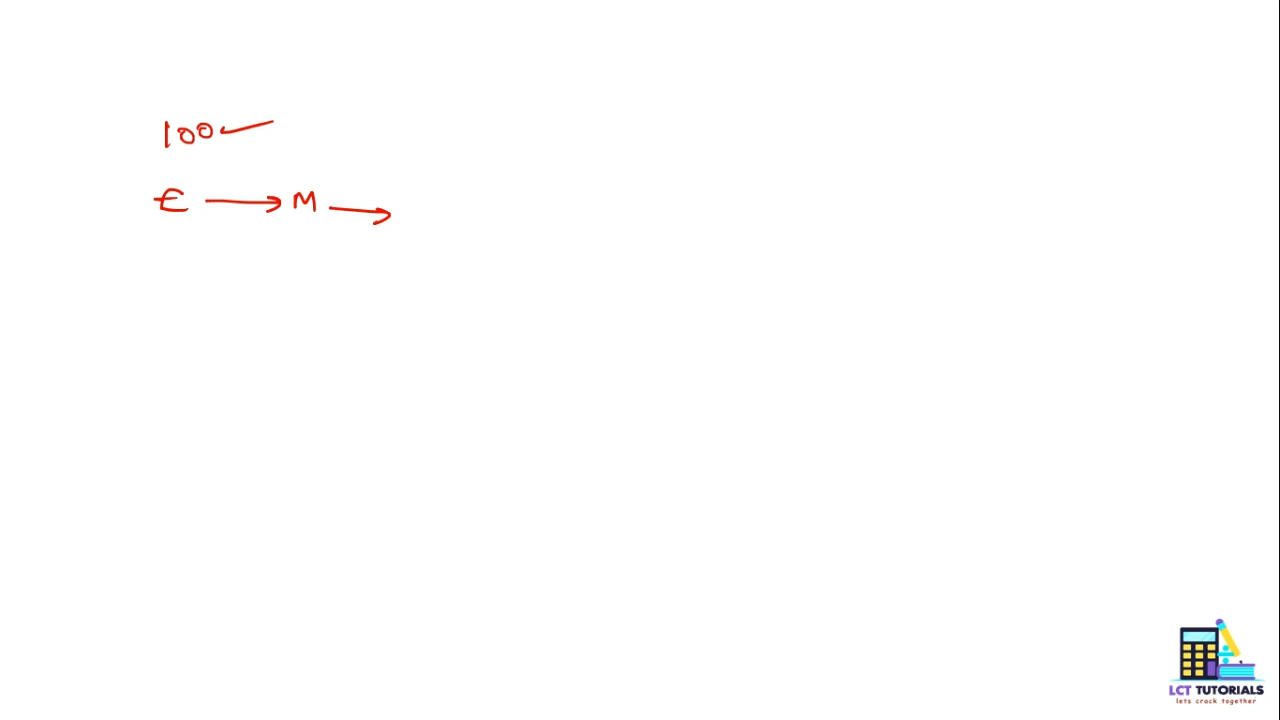 100
E → M →
LCT TUTORIALS
lets crack together